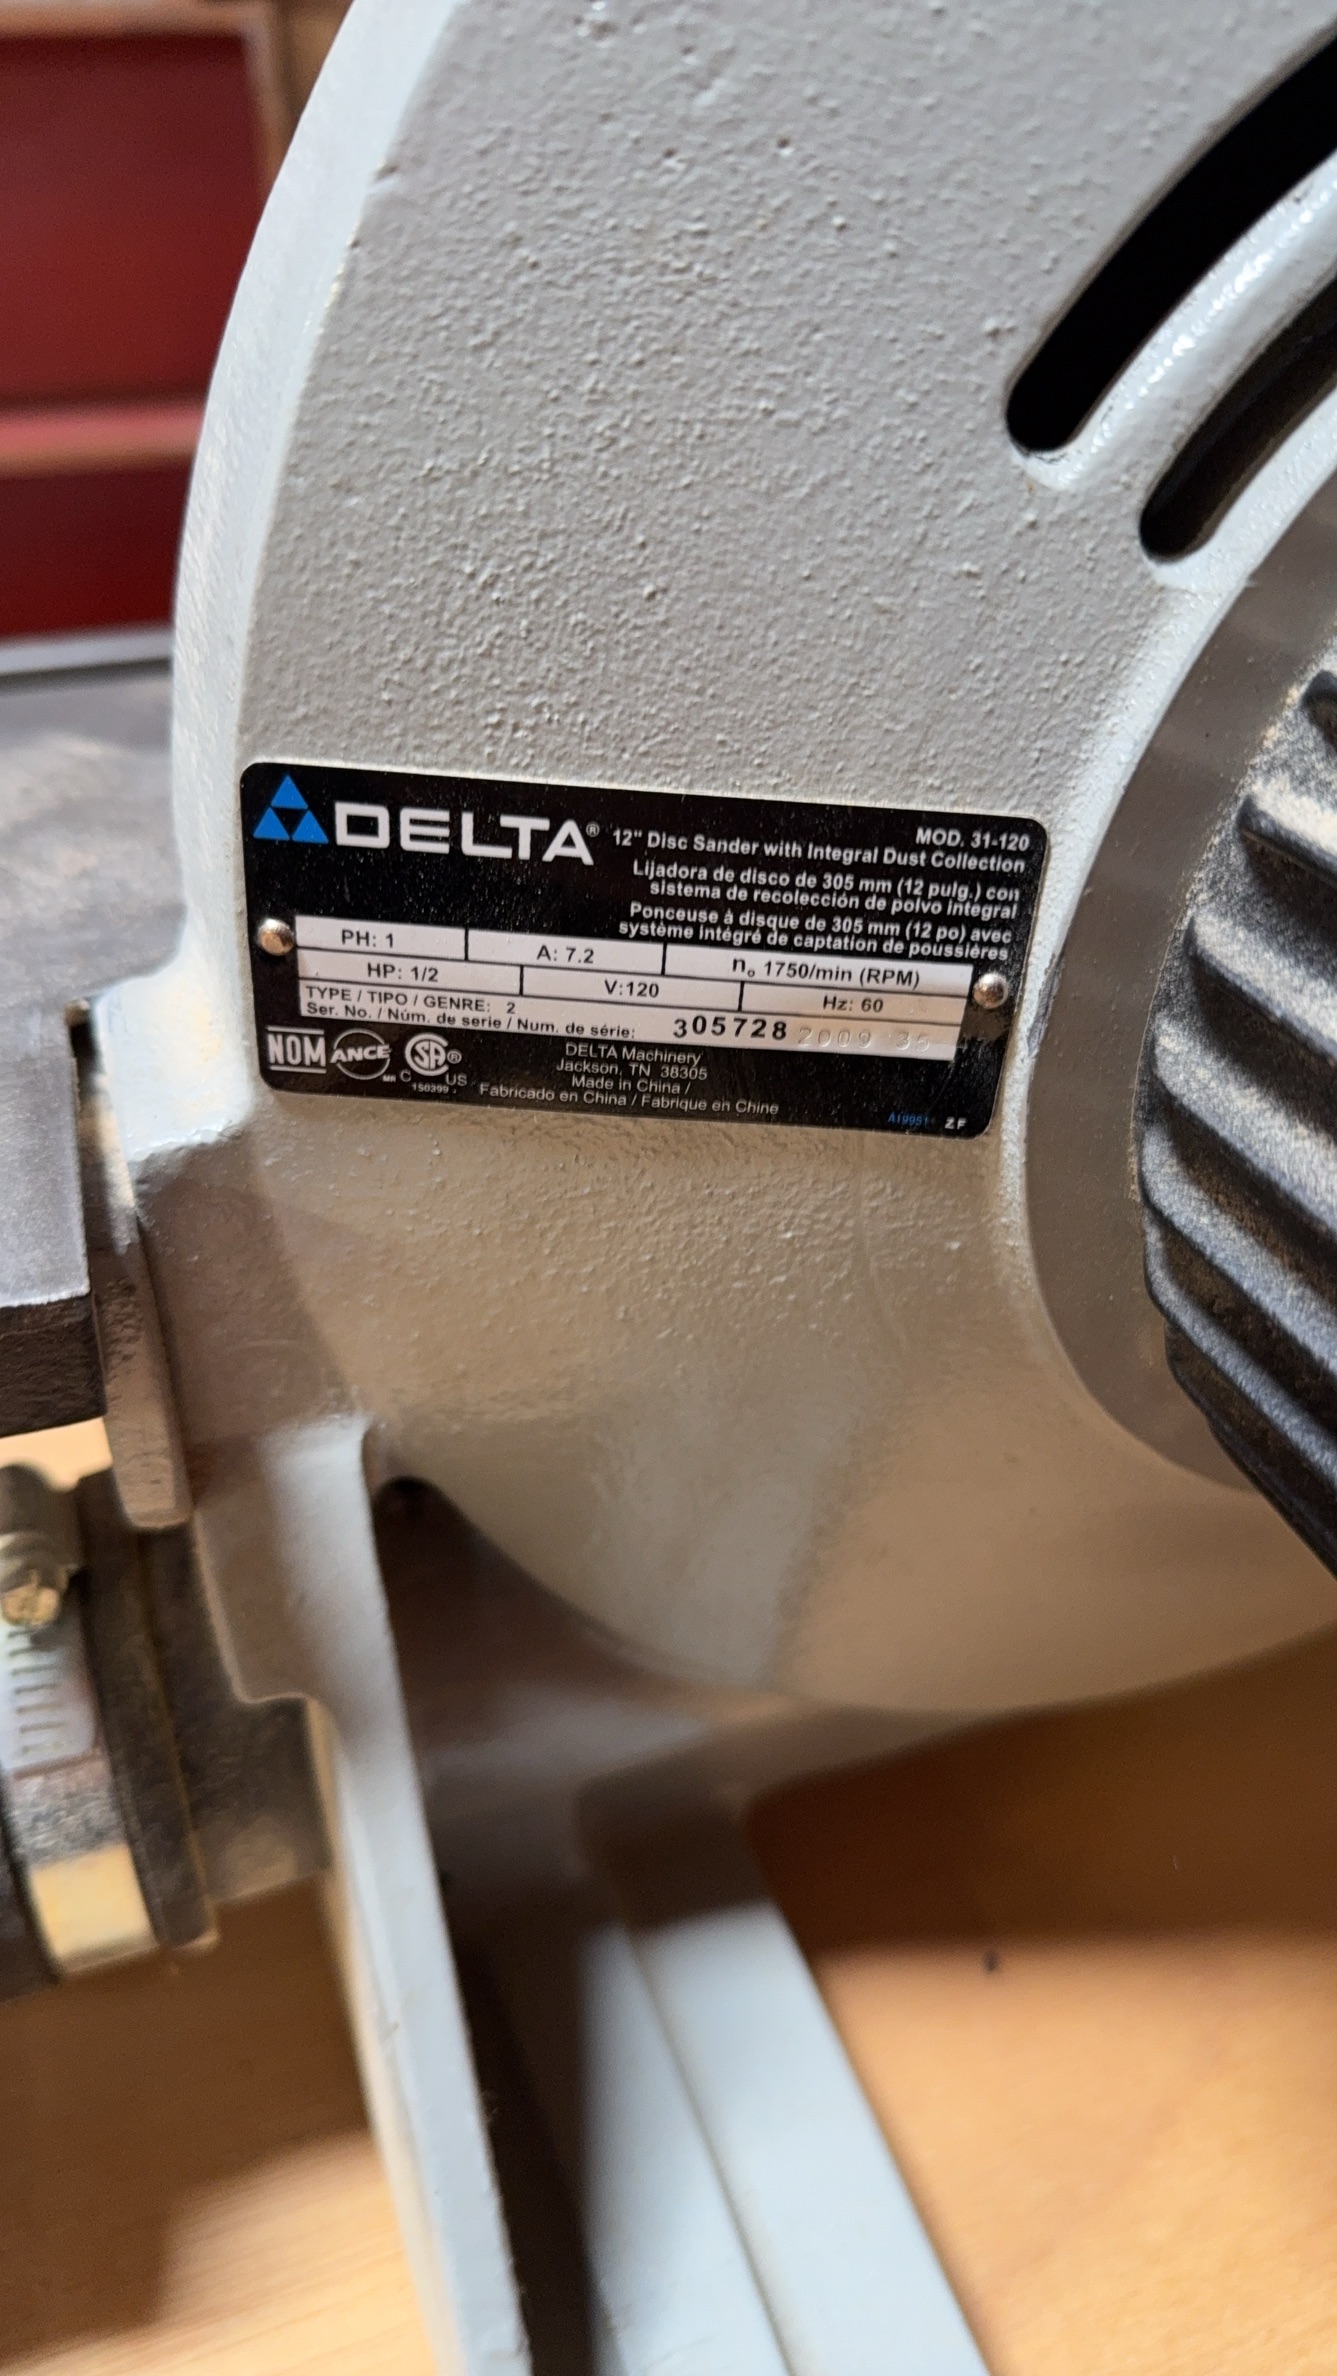 DELTA®
MOD. 31-120
12" Disc Sander with Integral Dust Collection
Lijadora de disco de 305 mm (12 pulg.) con
sistema de recolección de polvo integral
Ponceuse à disque de 305 mm (12 po) avec
système intégré de captation de poussières
PH: 1 A: 7.2 n₀ 1750/min (RPM)
HP: 1/2 V:120 Hz: 60
TYPE / TIPO / GENRE: 2
Ser. No. / Núm. de serie / Num. de série: 305728 2009 35
NOM ANCE MR C SA® US
150399
DELTA Machinery
Jackson, TN 38305
Made in China /
Fabricado en China / Fabrique en Chine
ZF